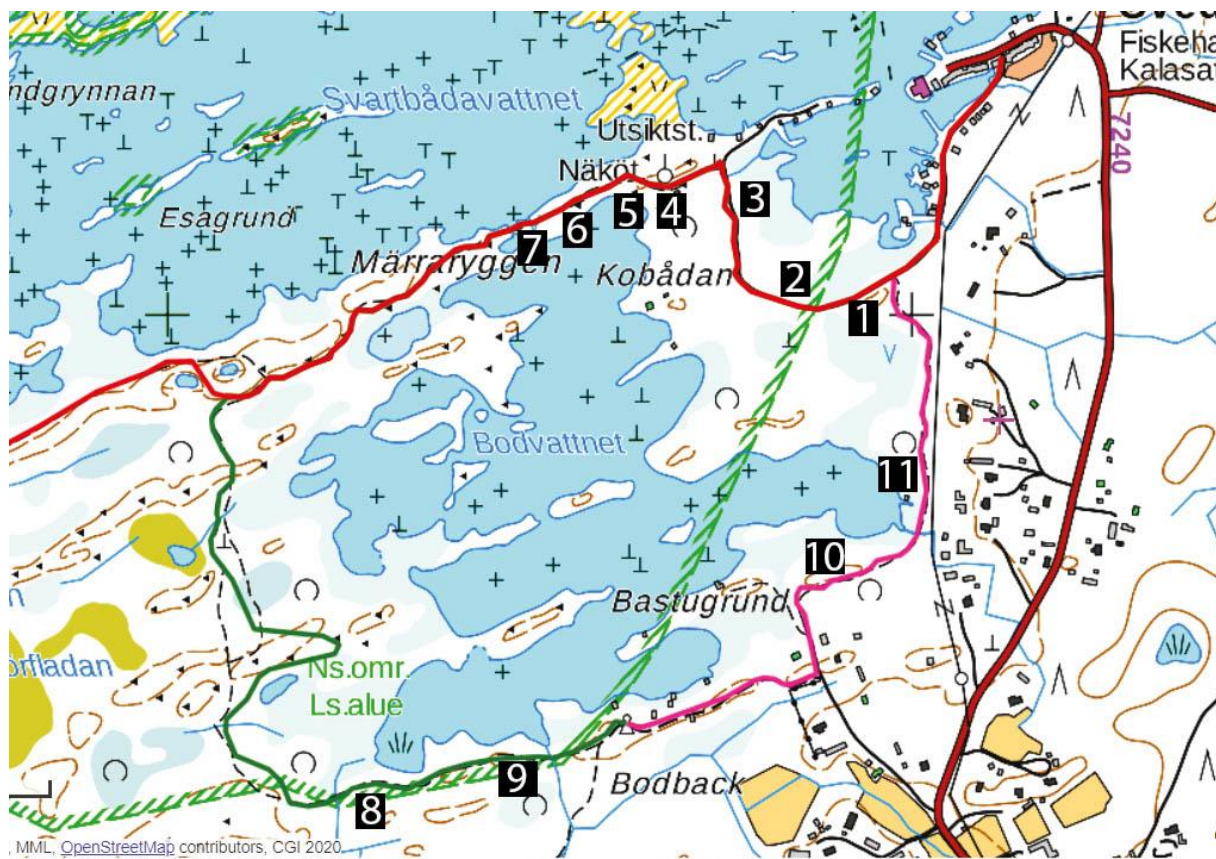 Fiskeha
Kalasat
ndgrynnan
Svartbådavattnet
7240
Utsiktst.
Näköt.
Esagrund
3
5
4
6
7
Märraryggen
Kobådan
2
1
Bodvattnet
11
10
Bastugrund
Ns.omr.
Ls.alue
9
8
Bodback
, MML, OpenStreetMap contributors, CGI 2020